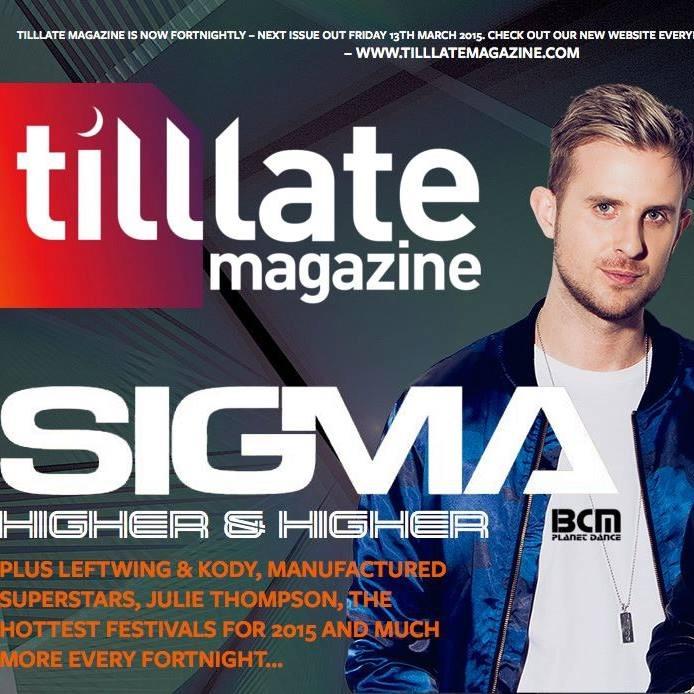 TILLLATE MAGAZINE IS NOW FORTNIGHTLY – NEXT ISSUE OUT FRIDAY 13TH MARCH 2015. CHECK OUT OUR NEW WEBSITE
– WWW.TILLLATEMAGAZINE.COM
tilllate
magazine
SIGMA
HIGHER & HIGHER
BCM
PLANET DANCE
PLUS LEFTWING & KODY, MANUFACTURED
SUPERSTARS, JULIE THOMPSON, THE
HOTTEST FESTIVALS FOR 2015 AND MUCH
MORE EVERY FORTNIGHT...